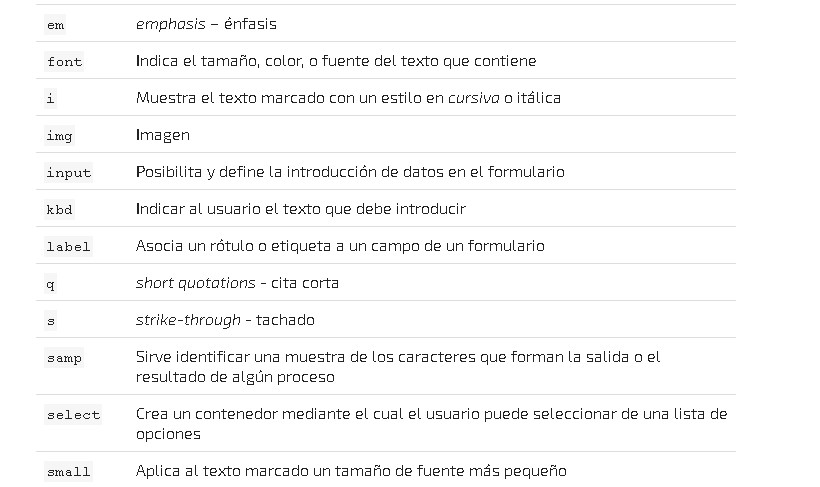 em emphasis – énfasis
font Indica el tamaño, color, o fuente del texto que contiene
i Muestra el texto marcado con un estilo en cursiva o itálica
img Imagen
input Posibilita y define la introducción de datos en el formulario
kbd Indicar al usuario el texto que debe introducir
label Asocia un rótulo o etiqueta a un campo de un formulario
q short quotations - cita corta
s strike-through - tachado
samp Sirve identificar una muestra de los caracteres que forman la salida o el
resultado de algún proceso
select Crea un contenedor mediante el cual el usuario puede seleccionar de una lista de
opciones
small Aplica al texto marcado un tamaño de fuente más pequeño